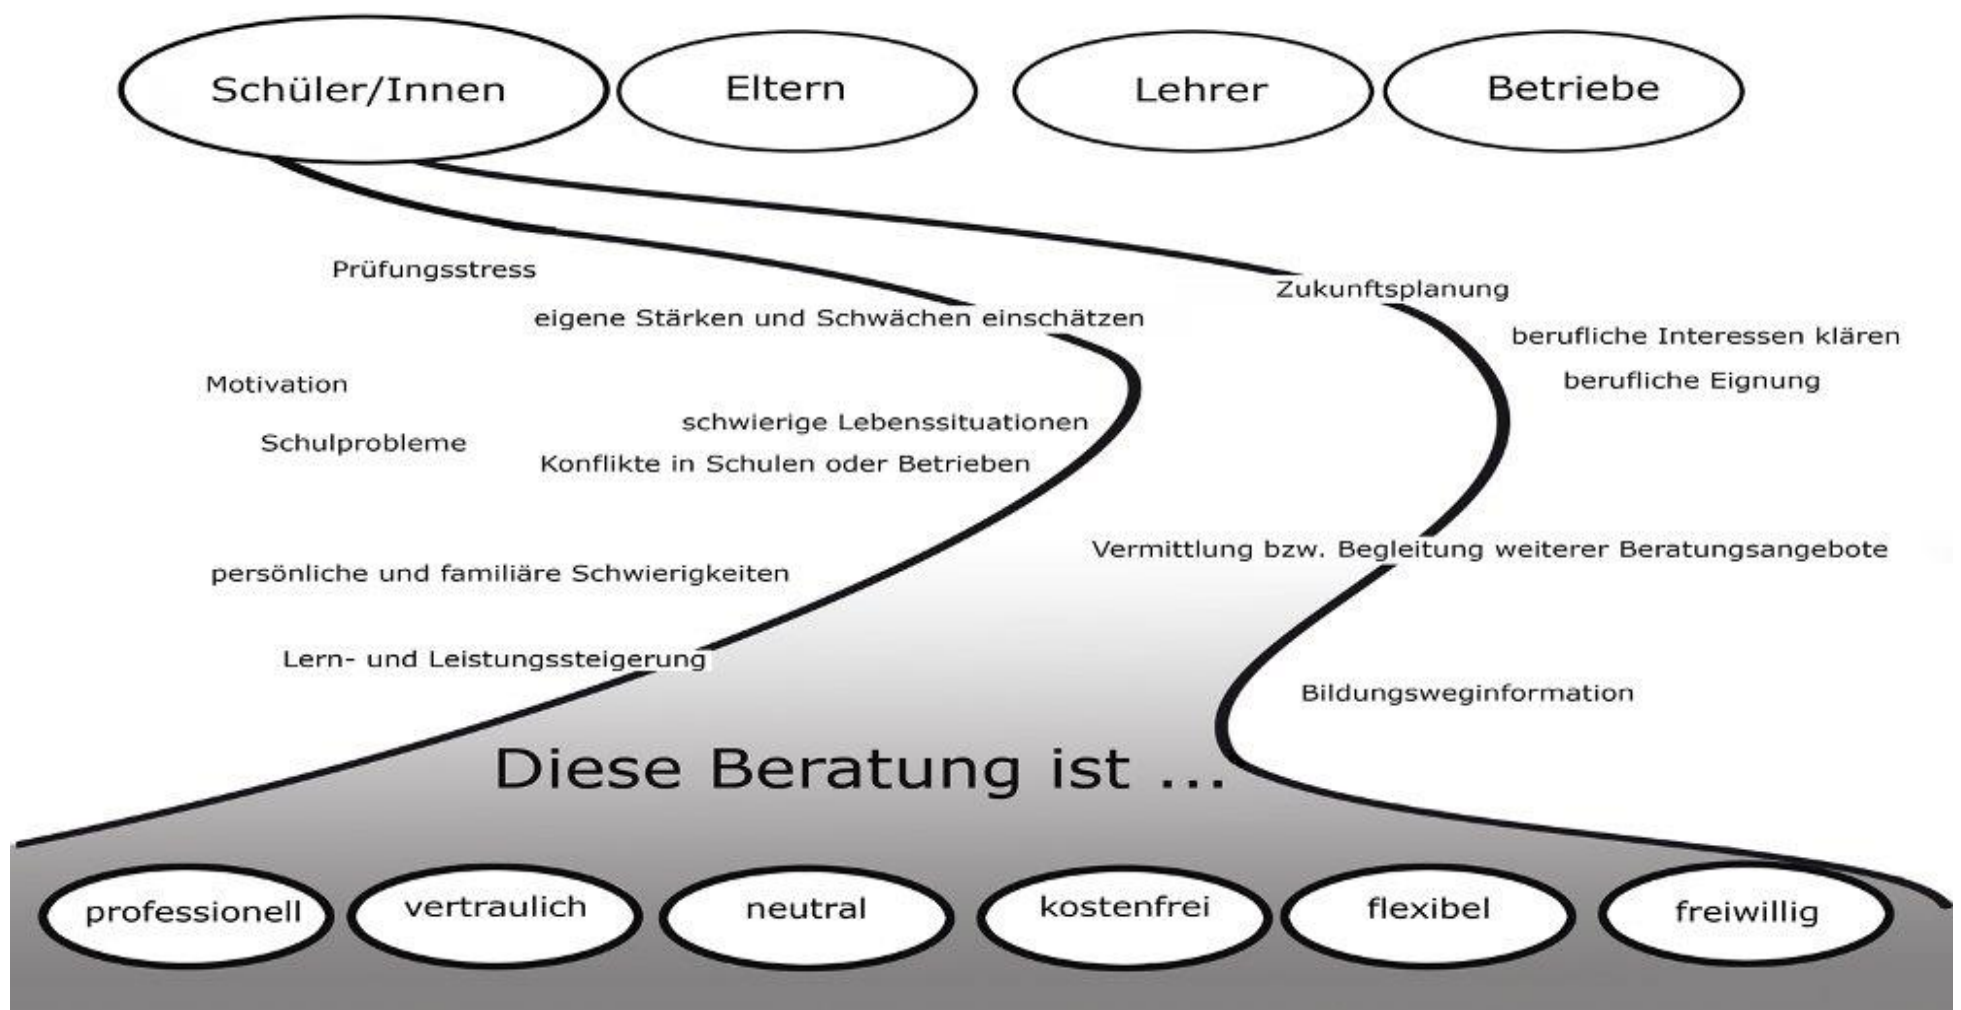 Schüler/Innen
Eltern
Lehrer
Betriebe
Prüfungsstress
Zukunftsplanung
eigene Stärken und Schwächen einschätzen
berufliche Interessen klären
berufliche Eignung
Motivation
schwierige Lebenssituationen
Schulprobleme
Konflikte in Schulen oder Betrieben
Vermittlung bzw. Begleitung weiterer Beratungsangebote
persönliche und familiäre Schwierigkeiten
Lern- und Leistungssteigerung
Bildungsweginformation
Diese Beratung ist ...
professionell
vertraulich
neutral
kostenfrei
flexibel
freiwillig